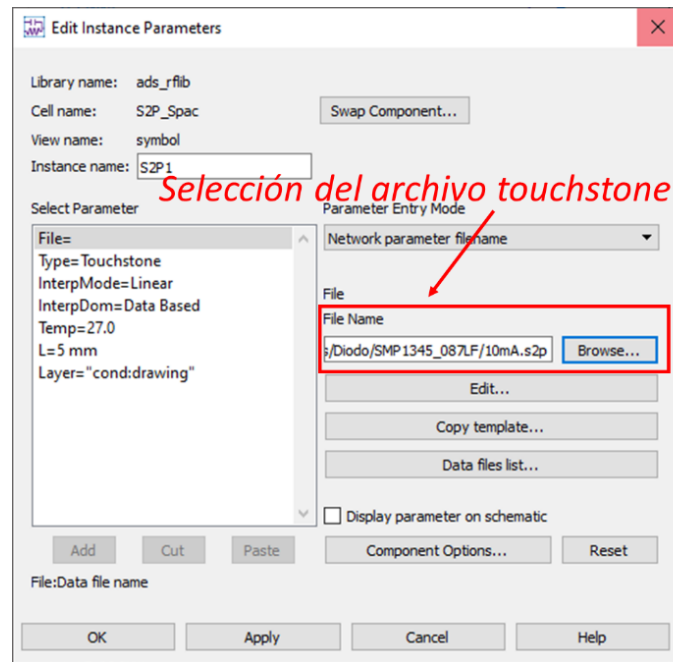 Edit Instance Parameters
Library name: ads_rflib
Cell name: S2P_Spac
Swap Component...
View name: symbol
Instance name: S2P1
Selección del archivo touchstone
Select Parameter
Parameter Entry Mode
File=
Network parameter filename
Type=Touchstone
InterpMode=Linear
InterpDom=Data Based
File
Temp=27.0
File Name
L=5 mm
s/Diodo/SMP1345_087LF/10mA.s2p
Browse...
Layer="cond:drawing"
Edit...
Copy template...
Data files list...
Display parameter on schematic
Add
Cut
Paste
Component Options...
Reset
File:Data file name
OK
Apply
Cancel
Help